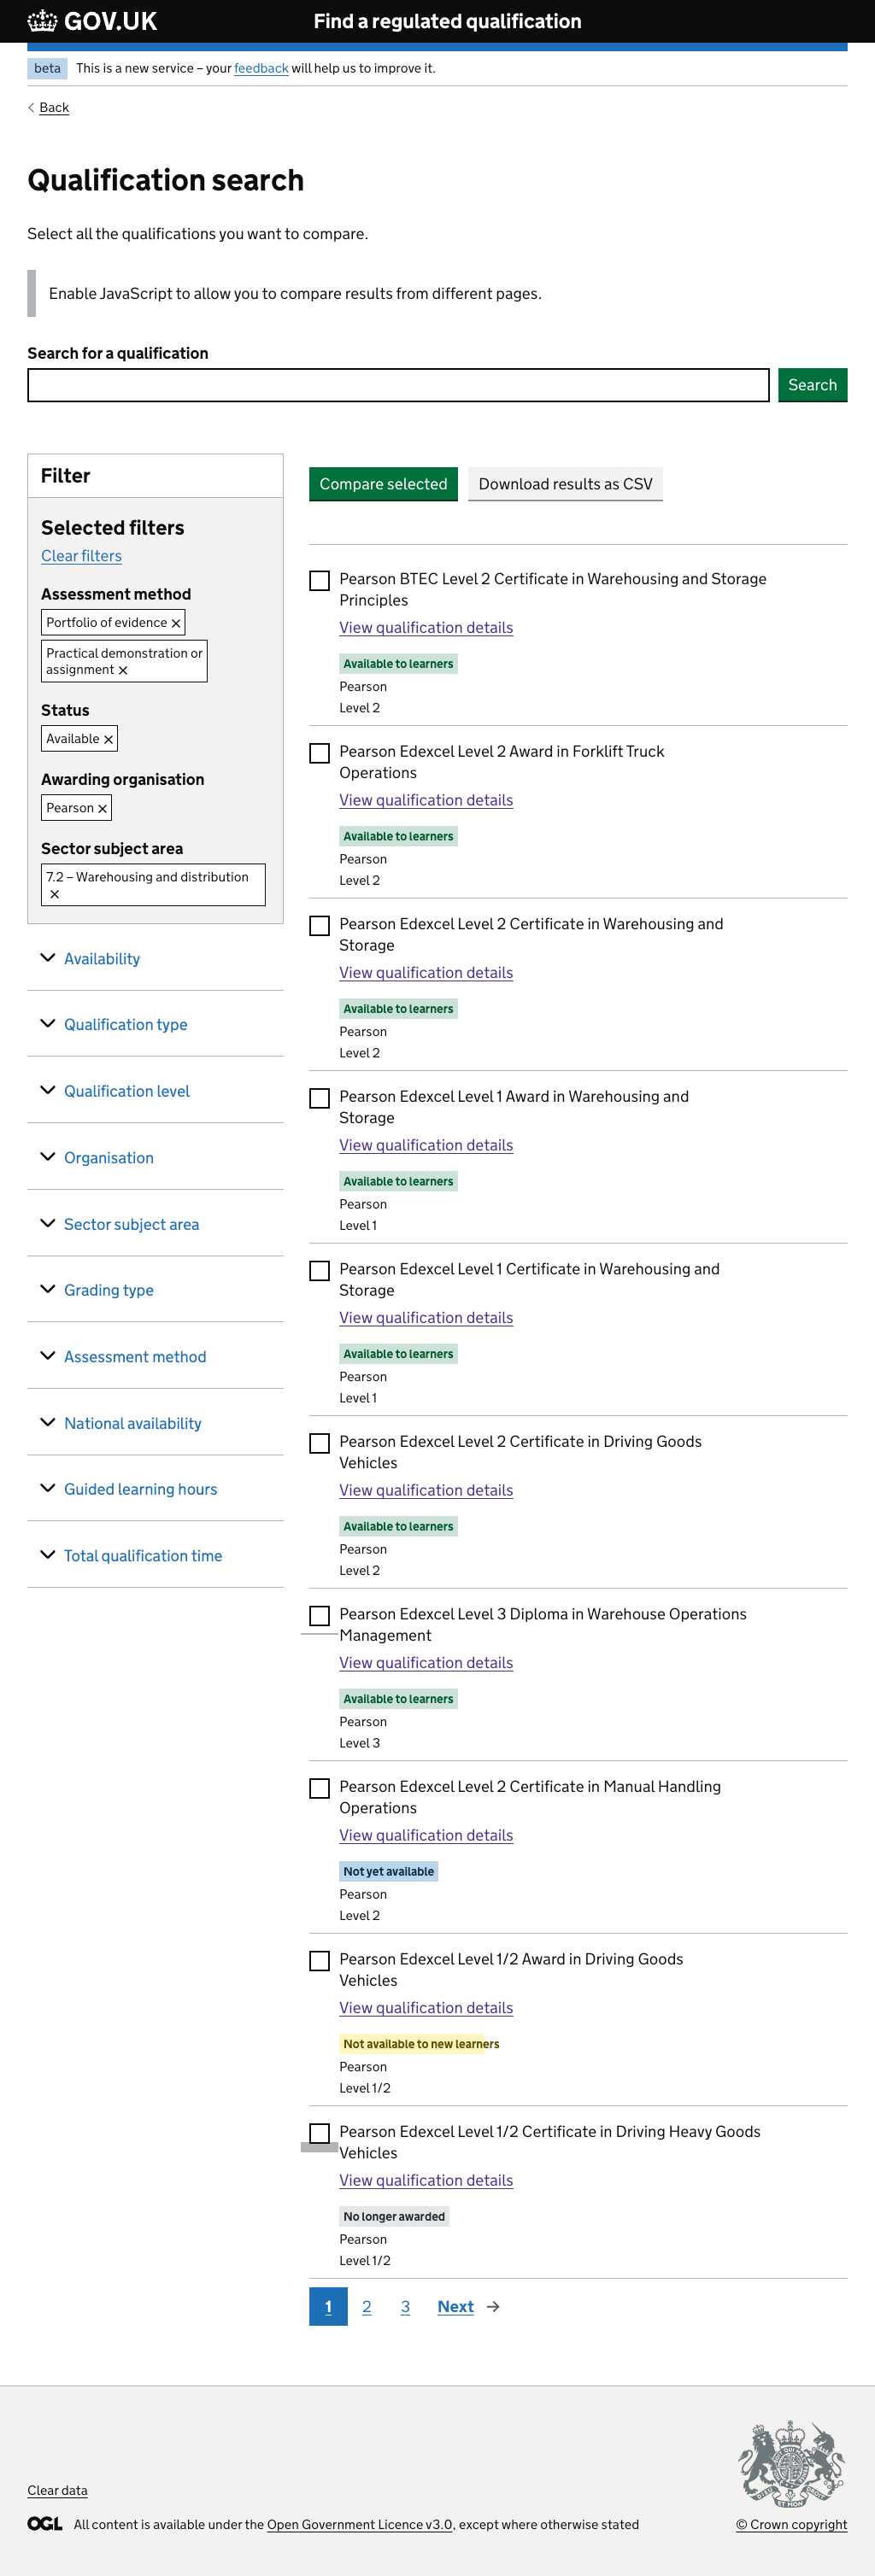 GOV.UK
Find a regulated qualification
beta This is a new service – your feedback will help us to improve it.
Back
Qualification search
Select all the qualifications you want to compare.
Enable JavaScript to allow you to compare results from different pages.
Search for a qualification
Search
Filter
Selected filters
Clear filters
Assessment method
Portfolio of evidence
Practical demonstration or
assignment
Status
Available
Awarding organisation
Pearson
Sector subject area
7.2 – Warehousing and distribution
Availability
Qualification type
Qualification level
Organisation
Sector subject area
Grading type
Assessment method
National availability
Guided learning hours
Total qualification time
Compare selected
Download results as CSV
Pearson BTEC Level 2 Certificate in Warehousing and Storage
Principles
View qualification details
Available to learners
Pearson
Level 2
Pearson Edexcel Level 2 Award in Forklift Truck
Operations
View qualification details
Available to learners
Pearson
Level 2
Pearson Edexcel Level 2 Certificate in Warehousing and
Storage
View qualification details
Available to learners
Pearson
Level 2
Pearson Edexcel Level 1 Award in Warehousing and
Storage
View qualification details
Available to learners
Pearson
Level 1
Pearson Edexcel Level 1 Certificate in Warehousing and
Storage
View qualification details
Available to learners
Pearson
Level 1
Pearson Edexcel Level 2 Certificate in Driving Goods
Vehicles
View qualification details
Available to learners
Pearson
Level 2
Pearson Edexcel Level 3 Diploma in Warehouse Operations
Management
View qualification details
Available to learners
Pearson
Level 3
Pearson Edexcel Level 2 Certificate in Manual Handling
Operations
View qualification details
Not yet available
Pearson
Level 2
Pearson Edexcel Level 1/2 Award in Driving Goods
Vehicles
View qualification details
Not available to new learners
Pearson
Level 1/2
Pearson Edexcel Level 1/2 Certificate in Driving Heavy Goods
Vehicles
View qualification details
No longer awarded
Pearson
Level 1/2
1 2 3 Next
Clear data
OGL All content is available under the Open Government Licence v3.0, except where otherwise stated
© Crown copyright